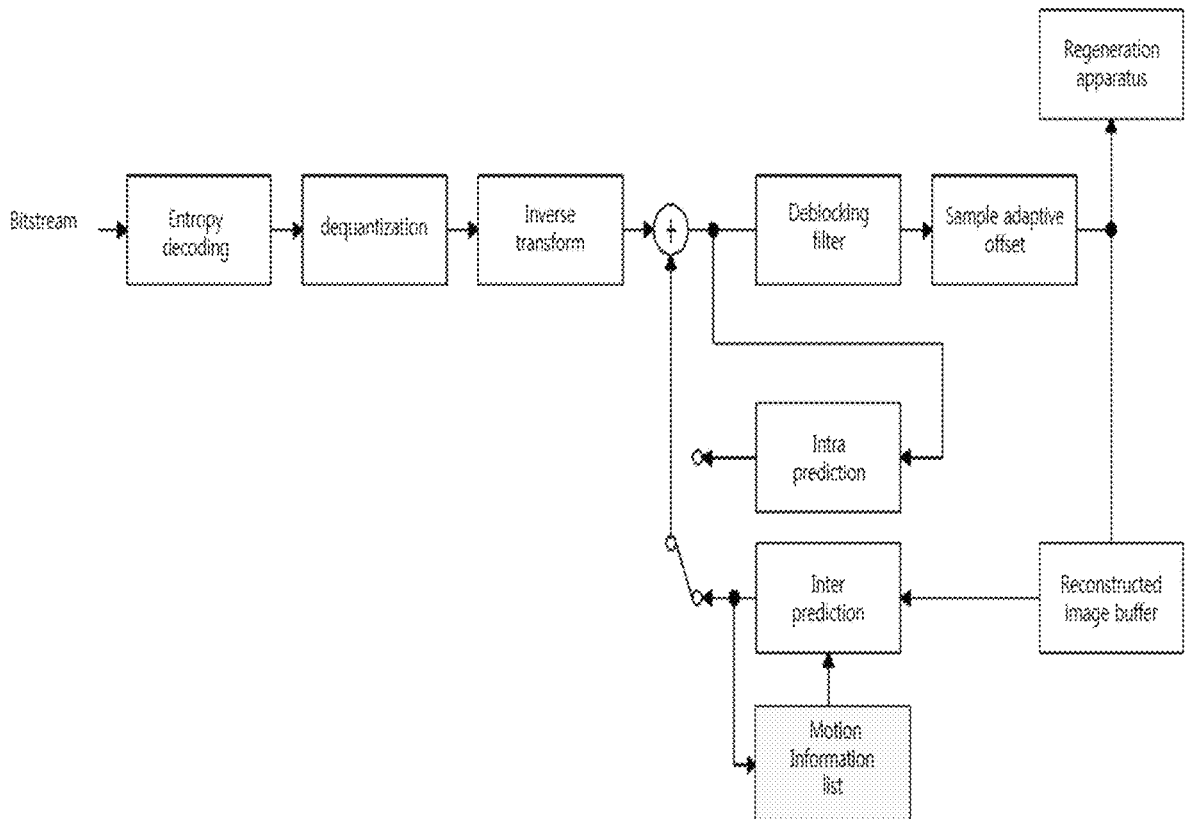 Regeneration
apparatus
Bitstream
Entropy
decoding
dequantization
Inverse
transform
+
Deblocking
filter
Sample adaptive
offset
Intra
prediction
Inter
prediction
Reconstructed
image buffer
Motion
Information
list